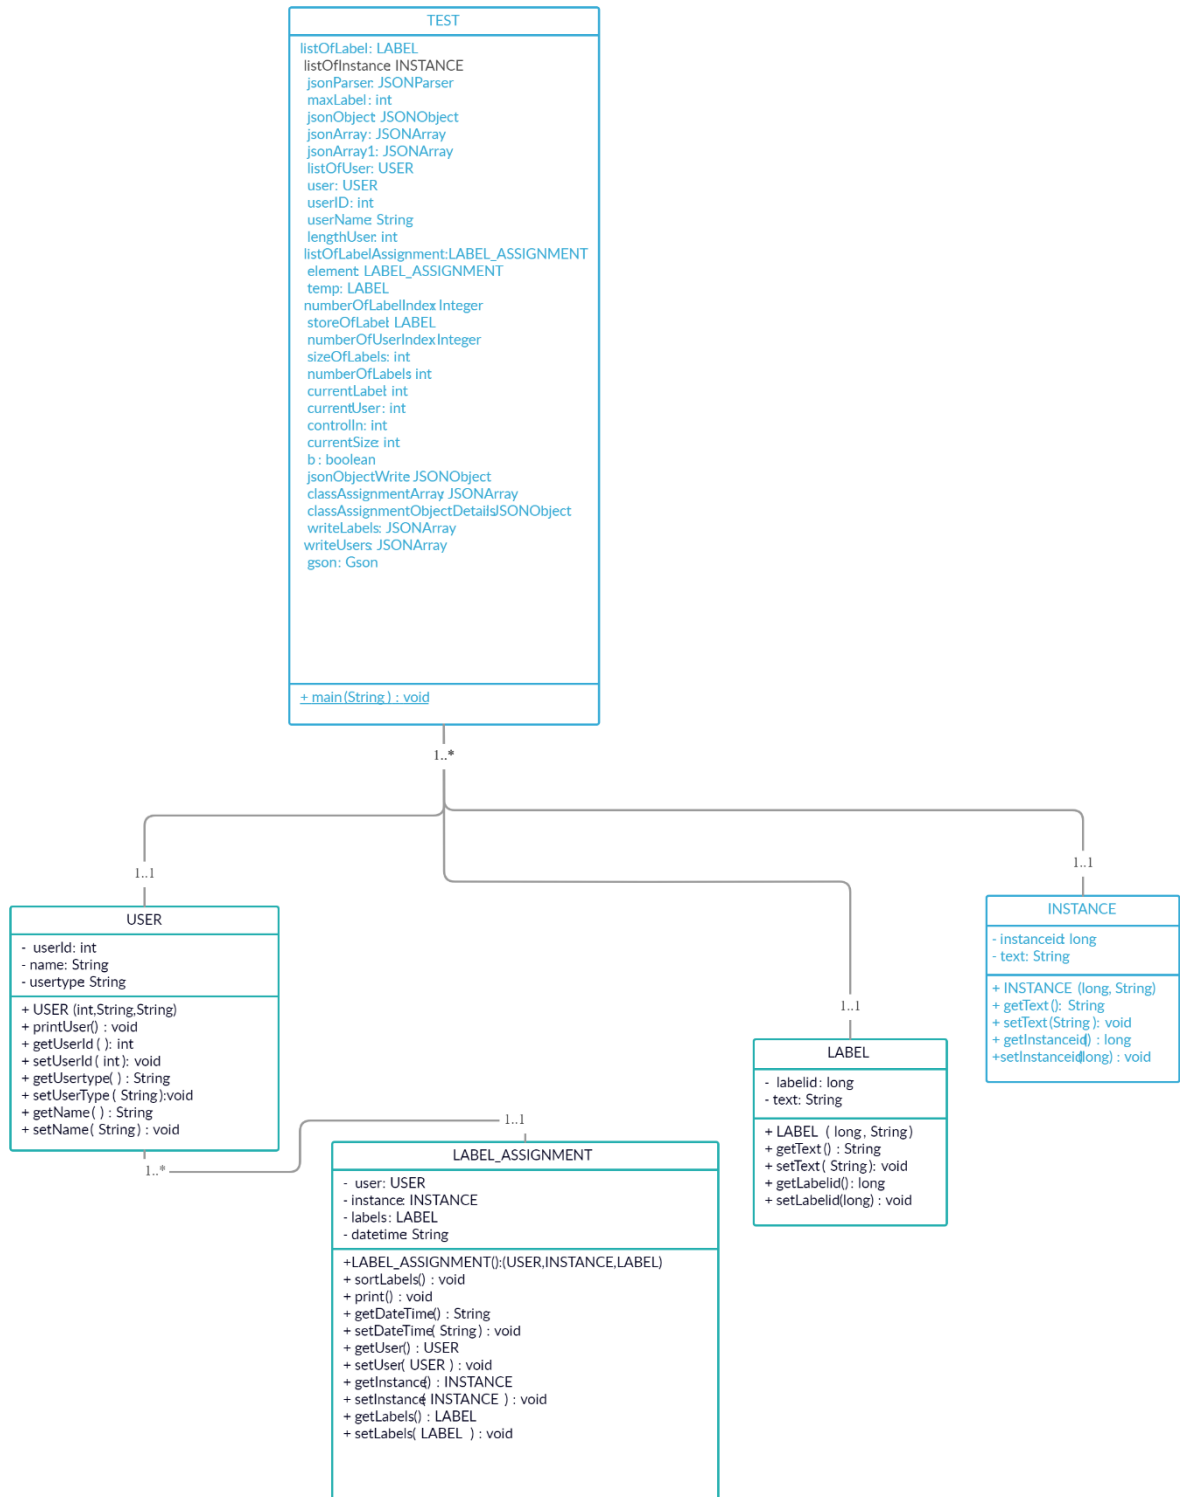 TEST
listOfLabel: LABEL
listOfInstance: INSTANCE
jsonParser: JSONParser
maxLabel: int
jsonObject: JSONObject
jsonArray: JSONArray
jsonArray1: JSONArray
listOfUser: USER
user: USER
userID: int
userName: String
lengthUser: int
listOfLabelAssignment:LABEL_ASSIGNMENT
element: LABEL_ASSIGNMENT
temp: LABEL
numberOfLabelIndex: Integer
storeOfLabel: LABEL
numberOfUserIndex:Integer
sizeOfLabels: int
numberOfLabels: int
currentLabel: int
currentUser: int
controlIn: int
currentSize: int
b: boolean
jsonObjectWrite: JSONObject
classAssignmentArray: JSONArray
classAssignmentObjectDetails:JSONObject
writeLabels: JSONArray
writeUsers: JSONArray
gson: Gson
+ main(String ) : void
1..*
1..1
1..1
1..1
USER
- userId: int
- name: String
- usertype: String
+ USER (int,String,String)
+ printUser() : void
+ getUserId ( ): int
+ setUserId ( int): void
+ getUsertype( ) : String
+ setUserType ( String):void
+ getName ( ) : String
+ setName ( String) : void
1..*
INSTANCE
- instanceid: long
- text: String
+ INSTANCE (long, String)
+ getText (): String
+ setText (String ): void
+ getInstanceid() : long
+setInstanceid(long) : void
LABEL
- labelid: long
- text: String
+ LABEL ( long , String)
+ getText () : String
+ setText ( String): void
+ getLabelid(): long
+ setLabelid(long) : void
1..1
LABEL_ASSIGNMENT
- user: USER
- instance: INSTANCE
- labels: LABEL
- datetime: String
+LABEL_ASSIGNMENT():(USER,INSTANCE,LABEL)
+ sortLabels() : void
+ print() : void
+ getDateTime() : String
+ setDateTime( String) : void
+ getUser() : USER
+ setUser( USER ) : void
+ getInstance() : INSTANCE
+ setInstance( INSTANCE ) : void
+ getLabels() : LABEL
+ setLabels( LABEL ) : void